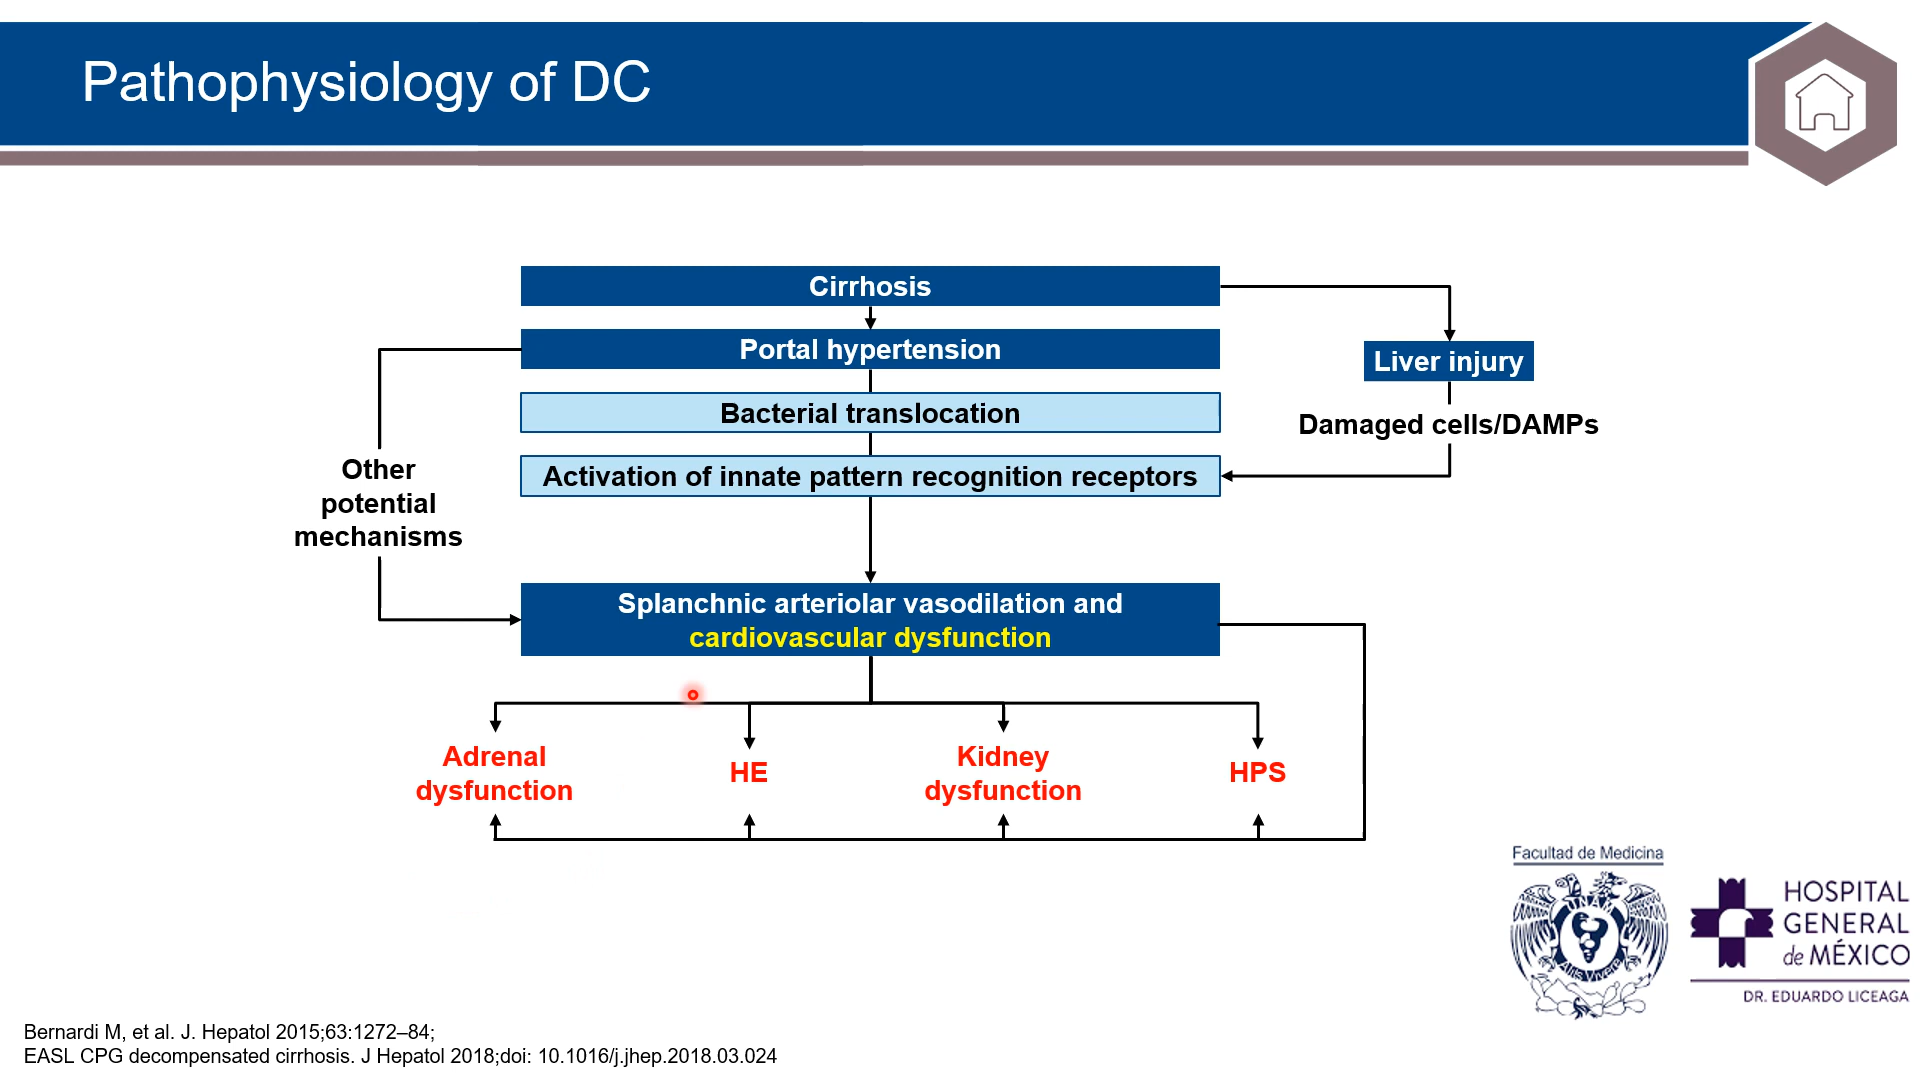 Pathophysiology of DC
Cirrhosis
Portal hypertension
Liver injury
Bacterial translocation
Damaged cells/DAMPs
Other
potential
mechanisms
Activation of innate pattern recognition receptors
Splanchnic arteriolar vasodilation and
cardiovascular dysfunction
Adrenal
dysfunction
HE
Kidney
dysfunction
HPS
Facultad de Medicina
UNAM
Aliis Vivere
HOSPITAL
GENERAL
de MÉXICO
DR. EDUARDO LICEAGA
Bernardi M, et al. J. Hepatol 2015;63:1272–84;
EASL CPG decompensated cirrhosis. J Hepatol 2018;doi: 10.1016/j.jhep.2018.03.024